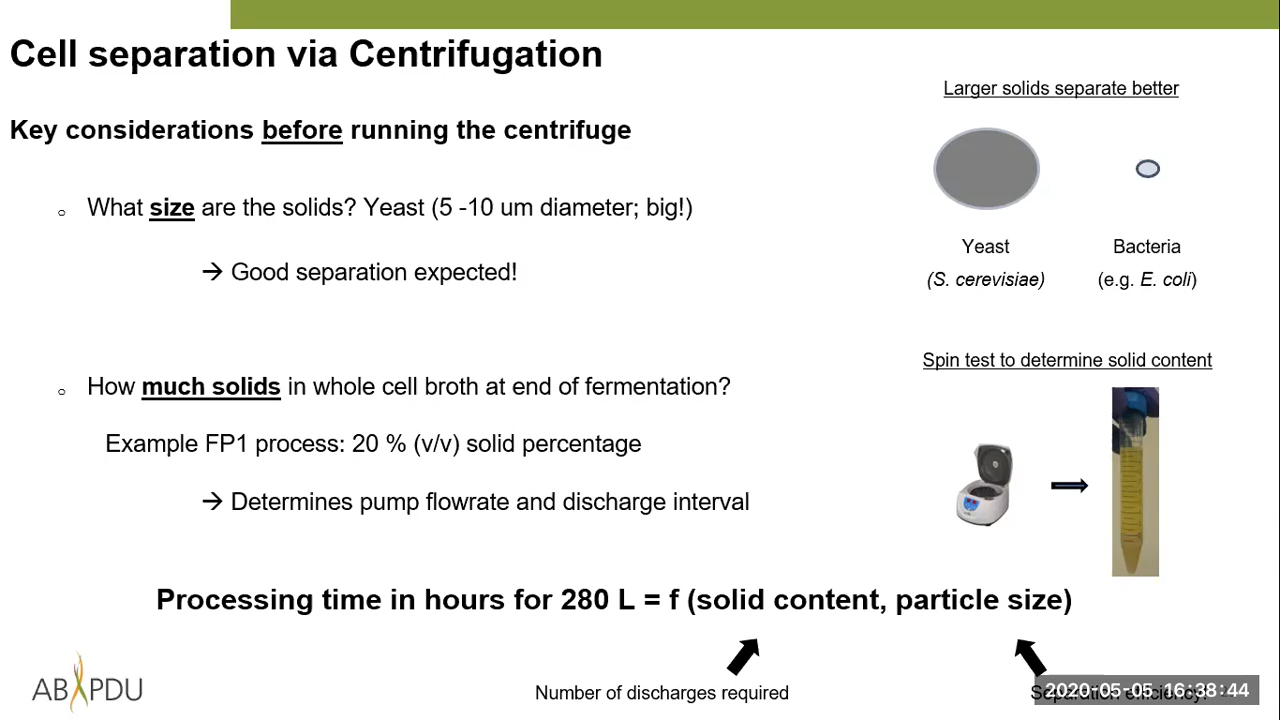 Cell separation via Centrifugation
Larger solids separate better
Key considerations before running the centrifuge
o What size are the solids? Yeast (5 -10 um diameter; big!)
→ Good separation expected!
Yeast
(S. cerevisiae)
Bacteria
(e.g. E. coli)
Spin test to determine solid content
o How much solids in whole cell broth at end of fermentation?
Example FP1 process: 20 % (v/v) solid percentage
→ Determines pump flowrate and discharge interval
Processing time in hours for 280 L = f (solid content, particle size)
Number of discharges required
Separation efficiency
2020-05-05 16:38:44
AB PDU